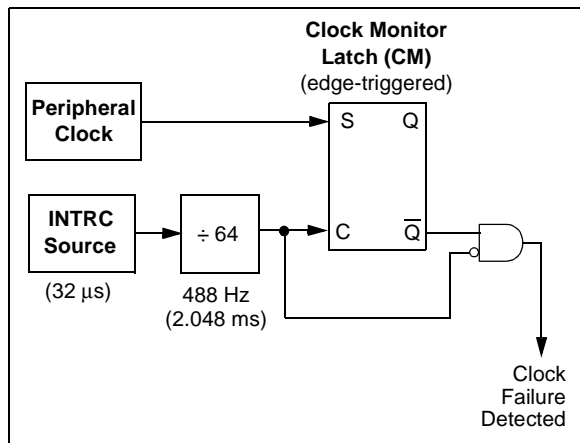 Clock Monitor
Latch (CM)
(edge-triggered)
Peripheral
Clock
S Q
INTRC
Source
÷ 64
C Q̅
(32 μs)
488 Hz
(2.048 ms)
Clock
Failure
Detected